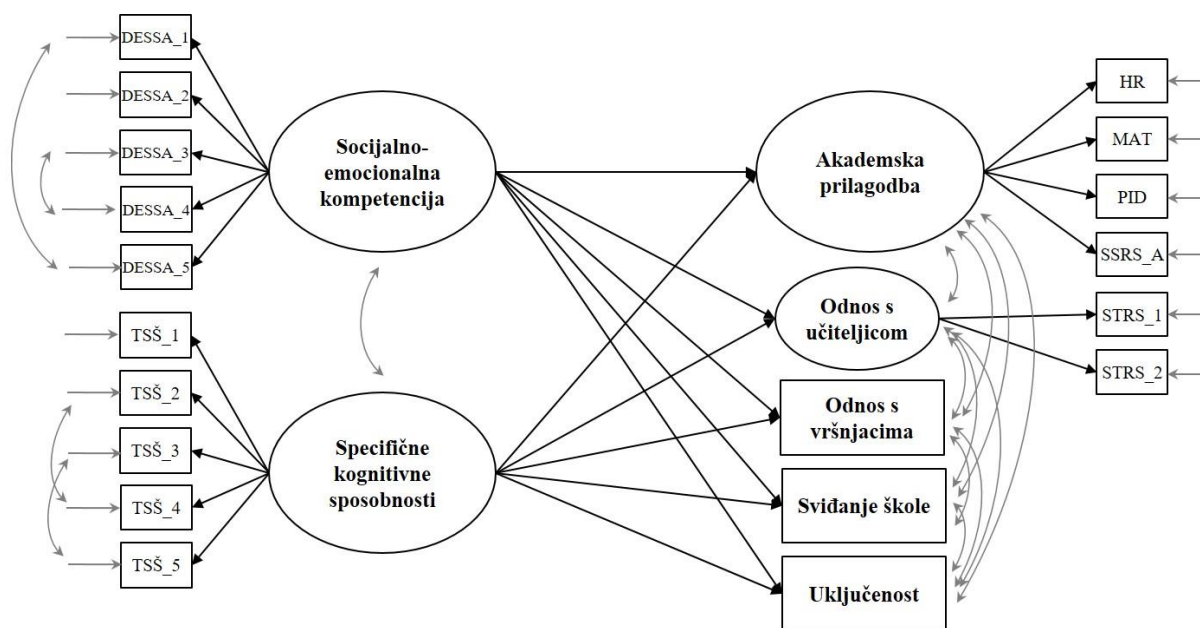 DESSA_1
DESSA_2
DESSA_3
DESSA_4
DESSA_5
TSŠ_1
TSŠ_2
TSŠ_3
TSŠ_4
TSŠ_5
Socijalno-
emocionalna
kompetencija
Specifične
kognitivne
sposobnosti
Akademska
prilagodba
Odnos s
učiteljicom
Odnos s
vršnjacima
Sviđanje škole
Uključenost
HR
MAT
PID
SSRS_A
STRS_1
STRS_2